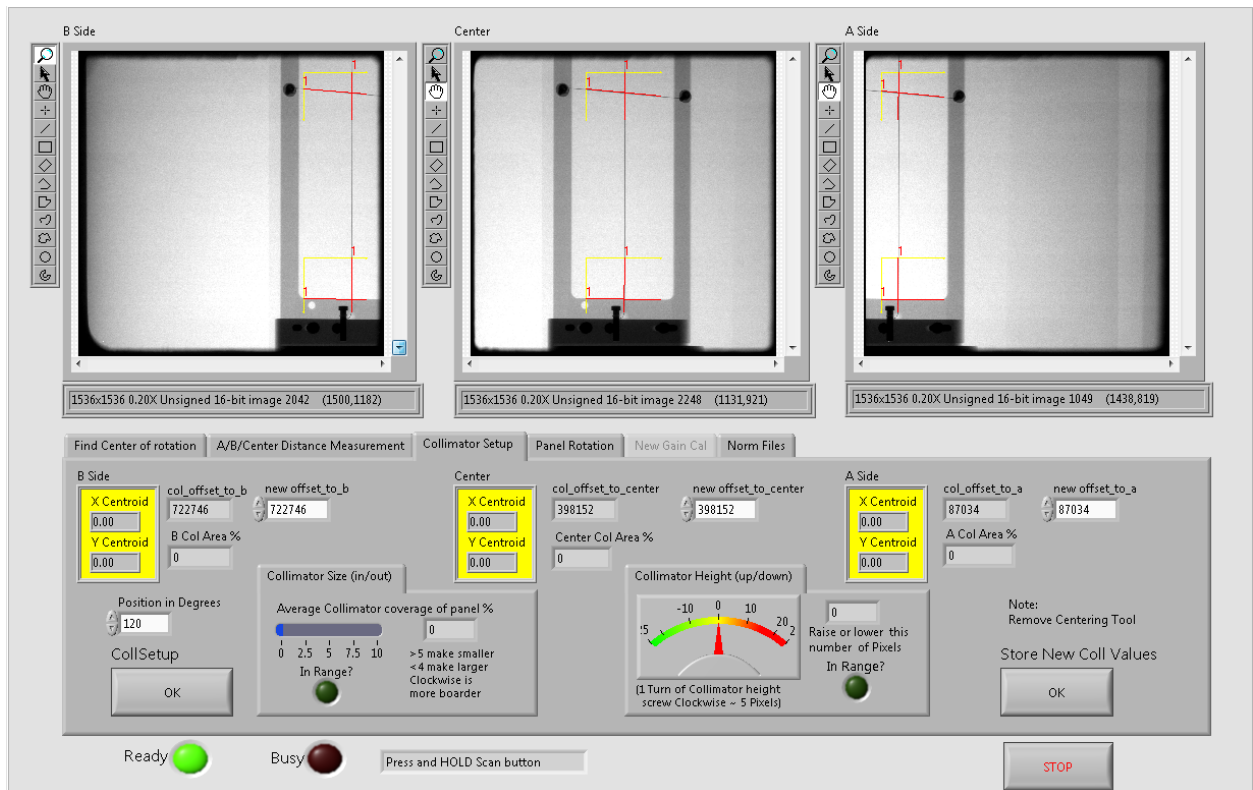 B Side
Center
A Side
1
1
1
1
1
1
1
1
1
1
1
1
1536x1536 0.20X Unsigned 16-bit image 2042 (1500,1182)
1536x1536 0.20X Unsigned 16-bit image 2248 (1131,921)
1536x1536 0.20X Unsigned 16-bit image 1049 (1438,819)
Find Center of rotation
A/B/Center Distance Measurement
Collimator Setup
Panel Rotation
New Gain Cal
Norm Files
B Side
X Centroid
0.00
Y Centroid
0.00
col_offset_to_b
722746
new offset_to_b
722746
B Col Area %
0
Center
X Centroid
0.00
Y Centroid
0.00
col_offset_to_center
398152
new offset_to_center
398152
Center Col Area %
0
A Side
X Centroid
0.00
Y Centroid
0.00
col_offset_to_a
87034
new offset_to_a
87034
A Col Area %
0
Position in Degrees
120
CollSetup
OK
Collimator Size (in/out)
Average Collimator coverage of panel %
0
0 2.5 5 7.5 10
In Range?
>5 make smaller
<4 make larger
Clockwise is
more boarder
Collimator Height (up/down)
-10 0 10
20
(1 Turn of Collimator height
screw Clockwise ~ 5 Pixels)
0
Raise or lower this
number of Pixels
In Range?
Note:
Remove Centering Tool
Store New Coll Values
OK
Ready
Busy
Press and HOLD Scan button
STOP